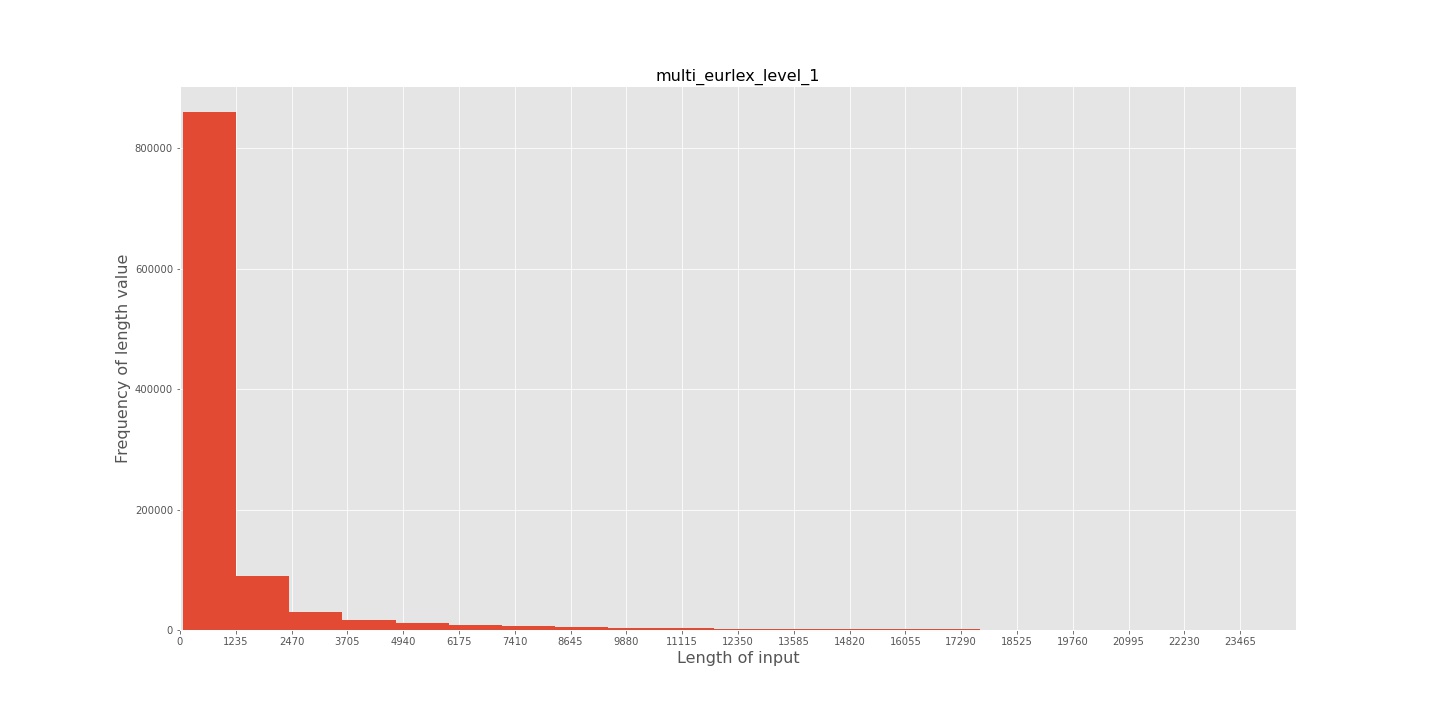 multi_eurlex_level_1
Frequency of length value
800000
600000
400000
200000
0
0 1235 2470 3705 4940 6175 7410 8645 9880 11115 12350 13585 14820 16055 17290 18525 19760 20995 22230 23465
Length of input